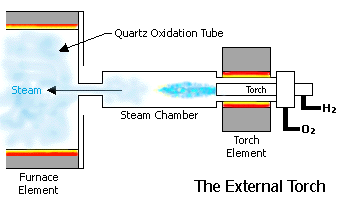 Quartz Oxidation Tube
Steam
Torch
H2
O2
Steam Chamber
Torch
Element
Furnace
Element
The External Torch